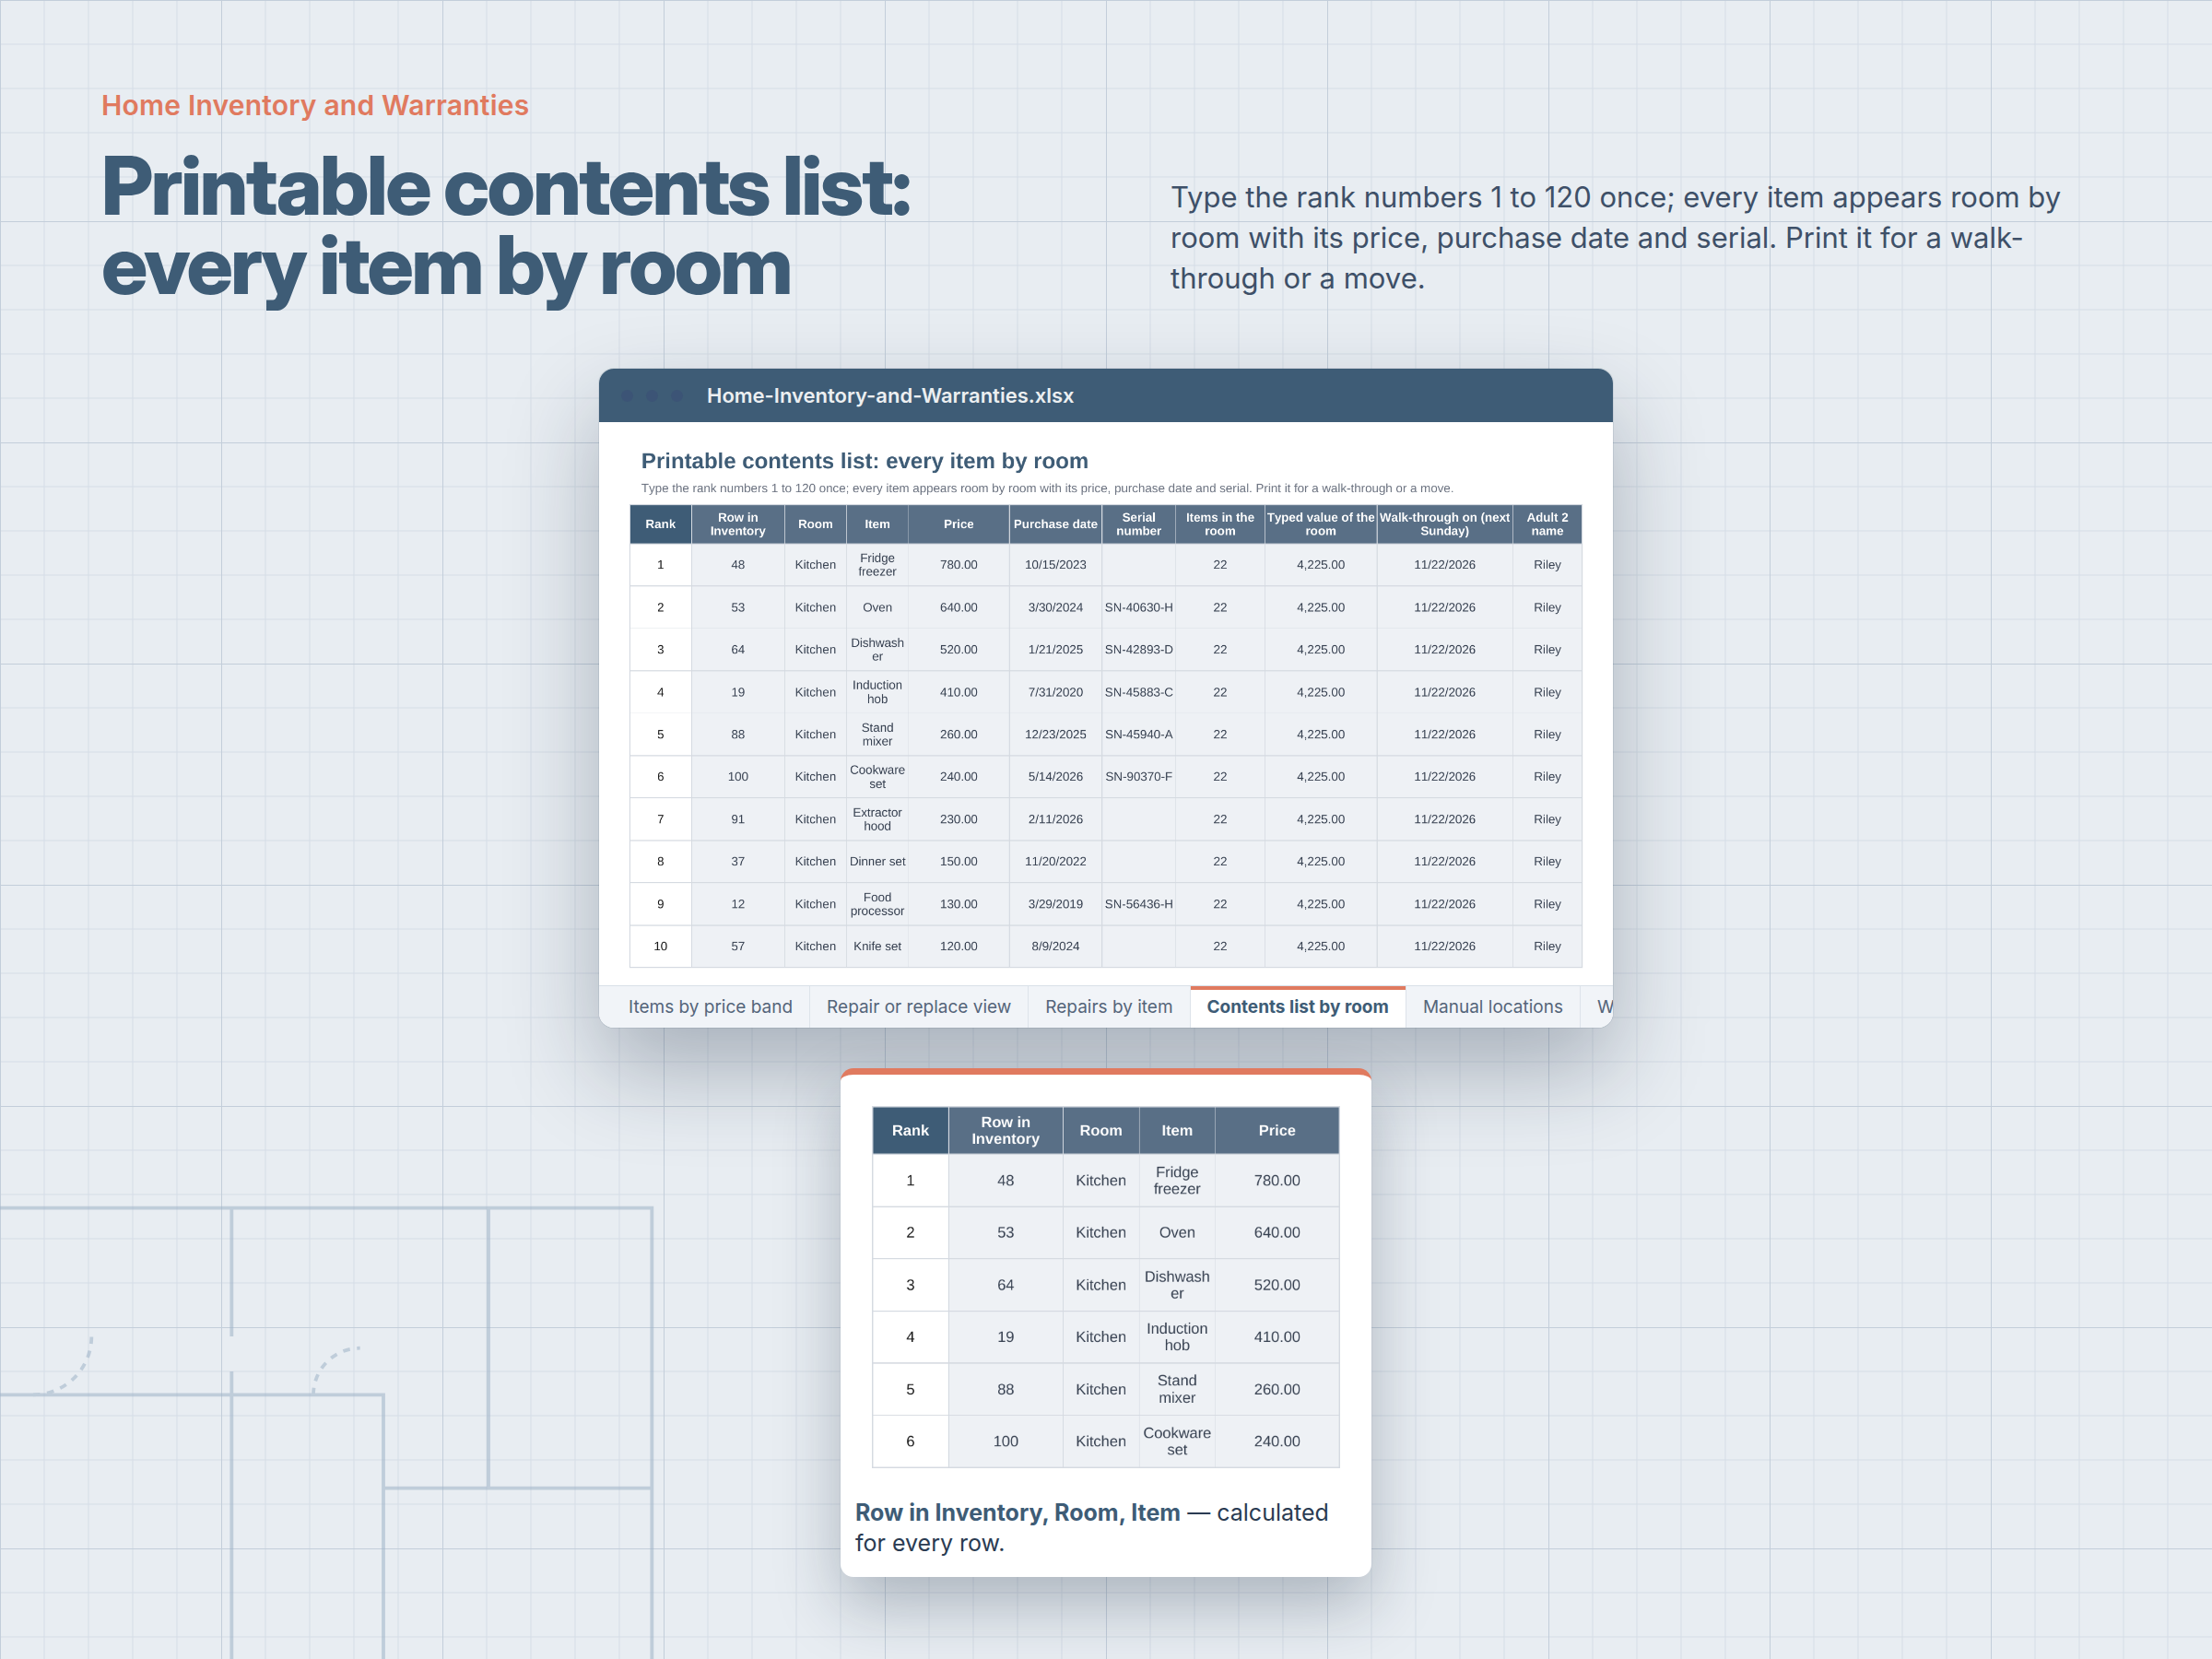 Home Inventory and Warranties
Printable contents list:
every item by room
Type the rank numbers 1 to 120 once; every item appears room by
room with its price, purchase date and serial. Print it for a walk-
through or a move.
Home-Inventory-and-Warranties.xlsx
Printable contents list: every item by room
Type the rank numbers 1 to 120 once; every item appears room by room with its price, purchase date and serial. Print it for a walk-through or a move.
Rank Row in Inventory Room Item Price Purchase date Serial number Items in the room Typed value of the room Walk-through on (next Sunday) Adult 2 name
1 48 Kitchen Fridge freezer 780.00 10/15/2023 22 4,225.00 11/22/2026 Riley
2 53 Kitchen Oven 640.00 3/30/2024 SN-40630-H 22 4,225.00 11/22/2026 Riley
3 64 Kitchen Dishwasher 520.00 1/21/2025 SN-42893-D 22 4,225.00 11/22/2026 Riley
4 19 Kitchen Induction hob 410.00 7/31/2020 SN-45883-C 22 4,225.00 11/22/2026 Riley
5 88 Kitchen Stand mixer 260.00 12/23/2025 SN-45940-A 22 4,225.00 11/22/2026 Riley
6 100 Kitchen Cookware set 240.00 5/14/2026 SN-90370-F 22 4,225.00 11/22/2026 Riley
7 91 Kitchen Extractor hood 230.00 2/11/2026 22 4,225.00 11/22/2026 Riley
8 37 Kitchen Dinner set 150.00 11/20/2022 22 4,225.00 11/22/2026 Riley
9 12 Kitchen Food processor 130.00 3/29/2019 SN-56436-H 22 4,225.00 11/22/2026 Riley
10 57 Kitchen Knife set 120.00 8/9/2024 22 4,225.00 11/22/2026 Riley
Items by price band Repair or replace view Repairs by item Contents list by room Manual locations W
Rank Row in Inventory Room Item Price
1 48 Kitchen Fridge freezer 780.00
2 53 Kitchen Oven 640.00
3 64 Kitchen Dishwasher 520.00
4 19 Kitchen Induction hob 410.00
5 88 Kitchen Stand mixer 260.00
6 100 Kitchen Cookware set 240.00
Row in Inventory, Room, Item — calculated
for every row.